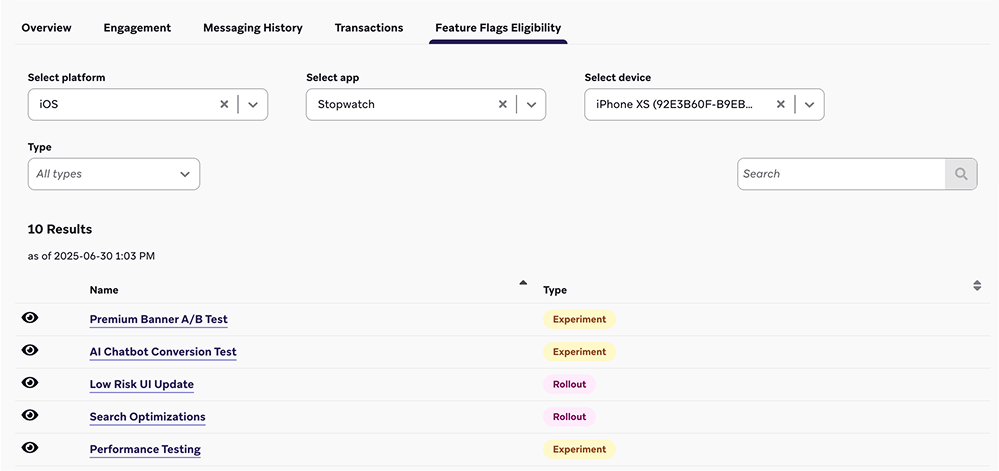 Overview Engagement Messaging History Transactions Feature Flags Eligibility
Select platform Select app Select device
iOS Stopwatch iPhone XS (92E3B60F-B9EB...
Type
All types Search
10 Results
as of 2025-06-30 1:03 PM
Name Type
Premium Banner A/B Test Experiment
AI Chatbot Conversion Test Experiment
Low Risk UI Update Rollout
Search Optimizations Rollout
Performance Testing Experiment